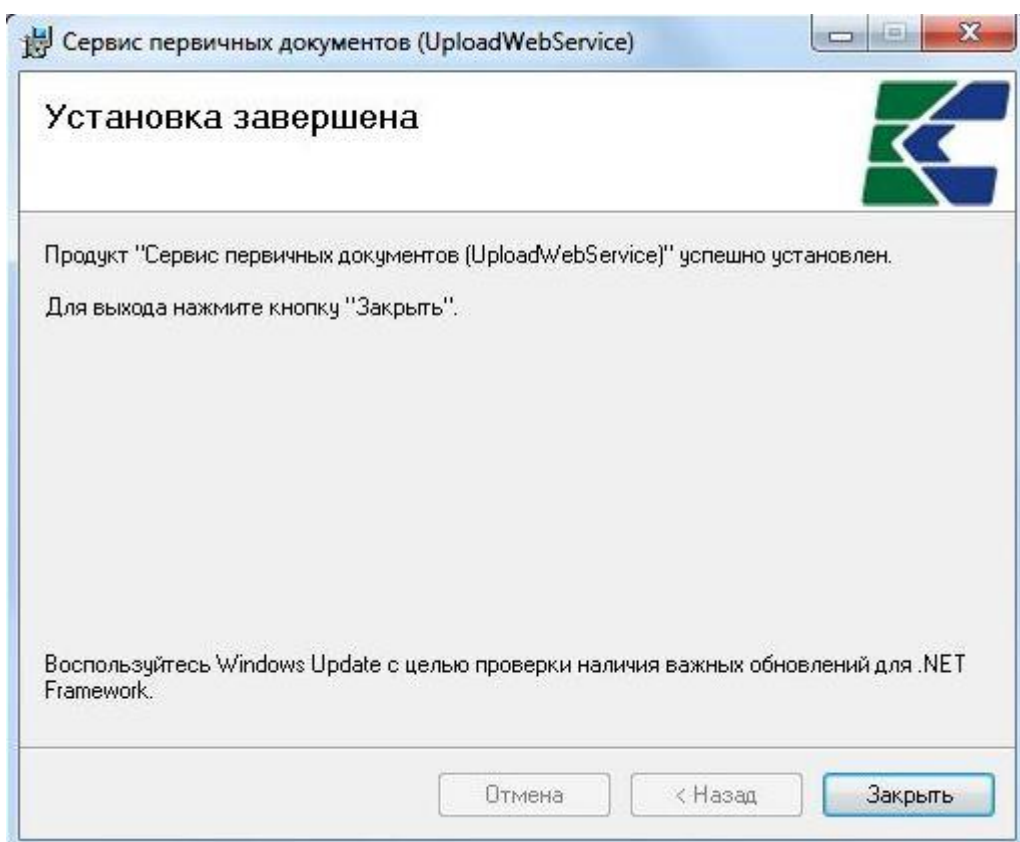 Сервис первичных документов (UploadWebService)
Установка завершена
Продукт "Сервис первичных документов (UploadWebService)" успешно установлен.
Для выхода нажмите кнопку "Закрыть".
Воспользуйтесь Windows Update с целью проверки наличия важных обновлений для .NET
Framework.
Отмена
< Назад
Закрыть